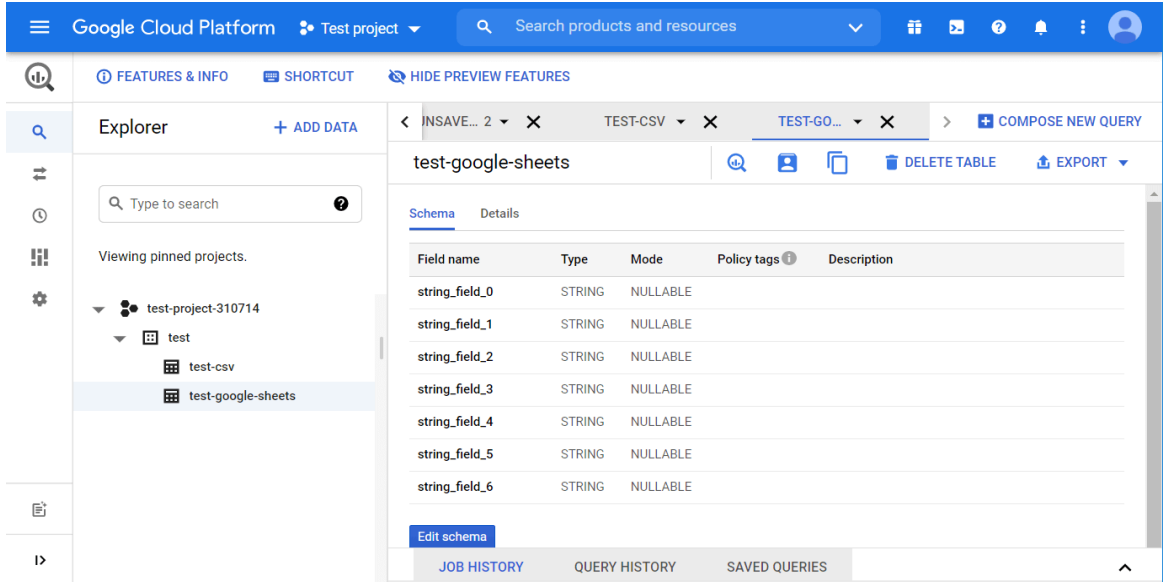 Google Cloud Platform Test project Search products and resources
FEATURES & INFO SHORTCUT HIDE PREVIEW FEATURES
Explorer + ADD DATA
Type to search
Viewing pinned projects.
test-project-310714
test
test-csv
test-google-sheets
UNSAVE... 2 TEST-CSV TEST-GO... COMPOSE NEW QUERY
test-google-sheets DELETE TABLE EXPORT
Schema Details
Field name Type Mode Policy tags Description
string_field_0 STRING NULLABLE
string_field_1 STRING NULLABLE
string_field_2 STRING NULLABLE
string_field_3 STRING NULLABLE
string_field_4 STRING NULLABLE
string_field_5 STRING NULLABLE
string_field_6 STRING NULLABLE
Edit schema
JOB HISTORY QUERY HISTORY SAVED QUERIES